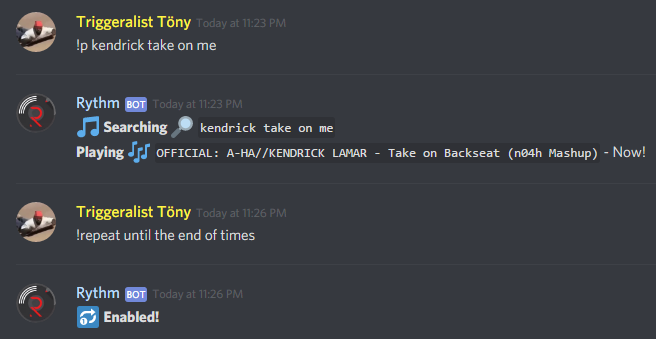 Triggeralist Töny Today at 11:23 PM
!p kendrick take on me
Rythm BOT Today at 11:23 PM
Searching kendrick take on me
Playing OFFICIAL: A-HA//KENDRICK LAMAR - Take on Backseat (n04h Mashup) - Now!
Triggeralist Töny Today at 11:26 PM
!repeat until the end of times
Rythm BOT Today at 11:26 PM
Enabled!